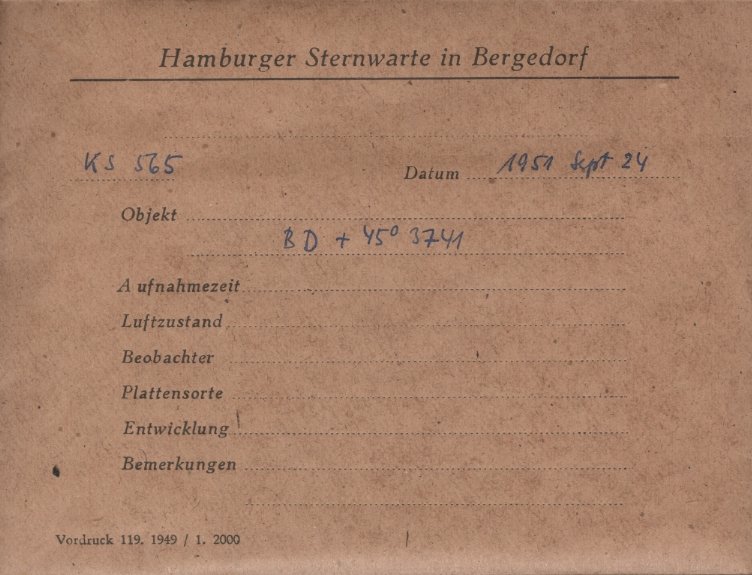 Hamburger Sternwarte in Bergedorf
KS 565 Datum 1951 Sept 24
Objekt
BD + 45° 3741
Aufnahmezeit
Luftzustand
Beobachter
Plattensorte
Entwicklung
Bemerkungen
Vordruck 119. 1949 / 1. 2000